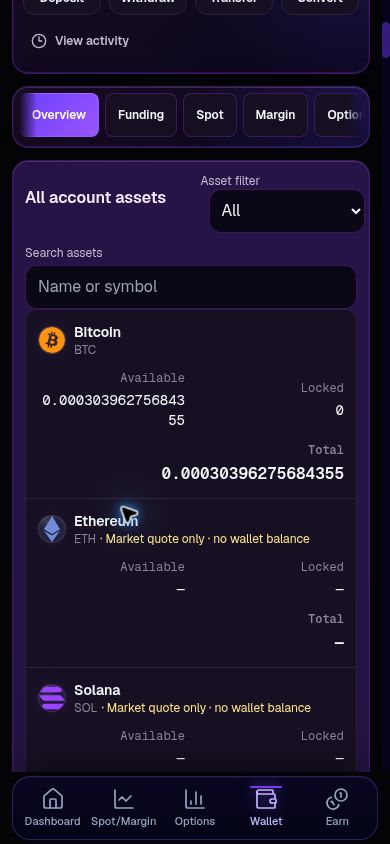 Deposit Withdraw Transfer Convert
View activity
Overview Funding Spot Margin Optio
All account assets
Asset filter
All
Search assets
Name or symbol
Bitcoin
BTC
Available
Locked
0.000303962756843
55
0
Total
0.00030396275684355
Ethereum
ETH · Market quote only · no wallet balance
Available Locked
— —
Total
—
Solana
SOL · Market quote only · no wallet balance
Available Locked
— —
Dashboard Spot/Margin Options Wallet Earn